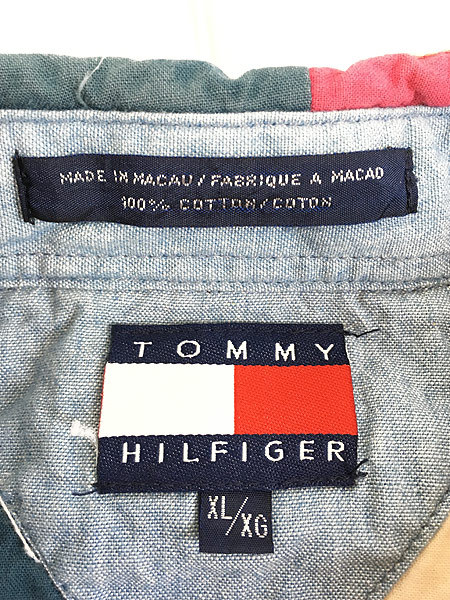 MADE IN MACAU/FABRIQUE A MACAO
100% COTTON/COTON
TOMMY
HILFIGER
XL/XG